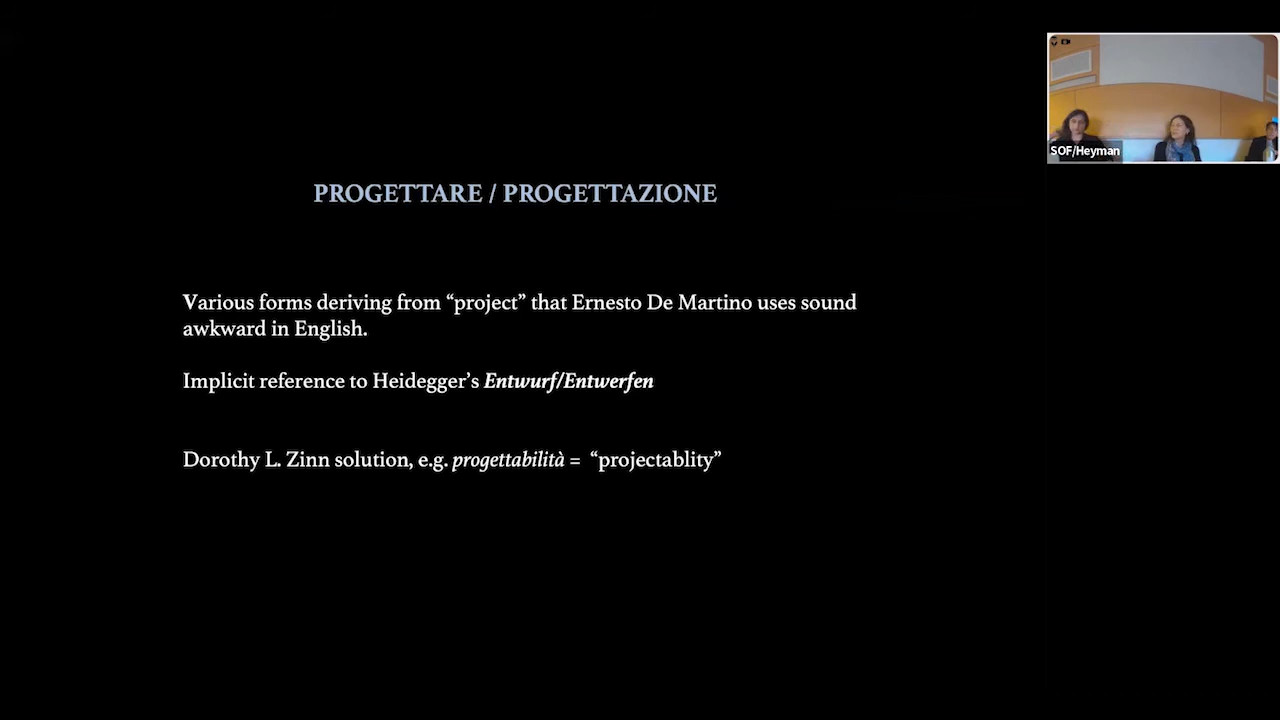 PROGETTARE / PROGETTAZIONE
Various forms deriving from “project” that Ernesto De Martino uses sound
awkward in English.
Implicit reference to Heidegger’s Entwurf/Entwerfen
Dorothy L. Zinn solution, e.g. progettabilità = “projectablity”
SOF/Heyman